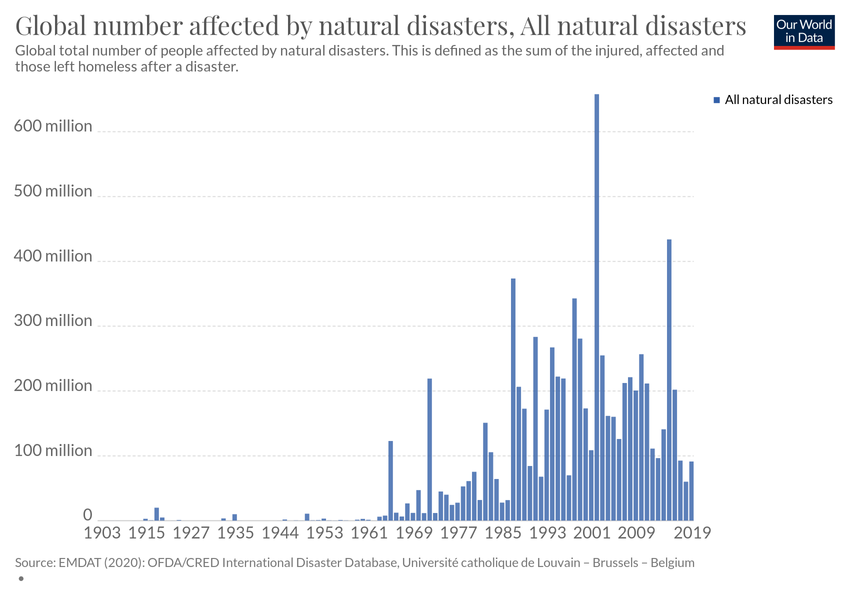 Global number affected by natural disasters, All natural disasters
Our World
in Data
Global total number of people affected by natural disasters. This is defined as the sum of the injured, affected and
those left homeless after a disaster.
All natural disasters
600 million
500 million
400 million
300 million
200 million
100 million
0
1903 1915 1927 1935 1944 1953 1961 1969 1977 1985 1993 2001 2009 2019
Source: EMDAT (2020): OFDA/CRED International Disaster Database, Université catholique de Louvain – Brussels – Belgium
•